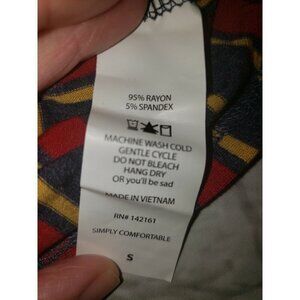 95% RAYON
5% SPANDEX
MACHINE WASH COLD
GENTLE CYCLE
DO NOT BLEACH
HANG DRY
OR you'll be sad
MADE IN VIETNAM
RN# 142161
SIMPLY COMFORTABLE
S